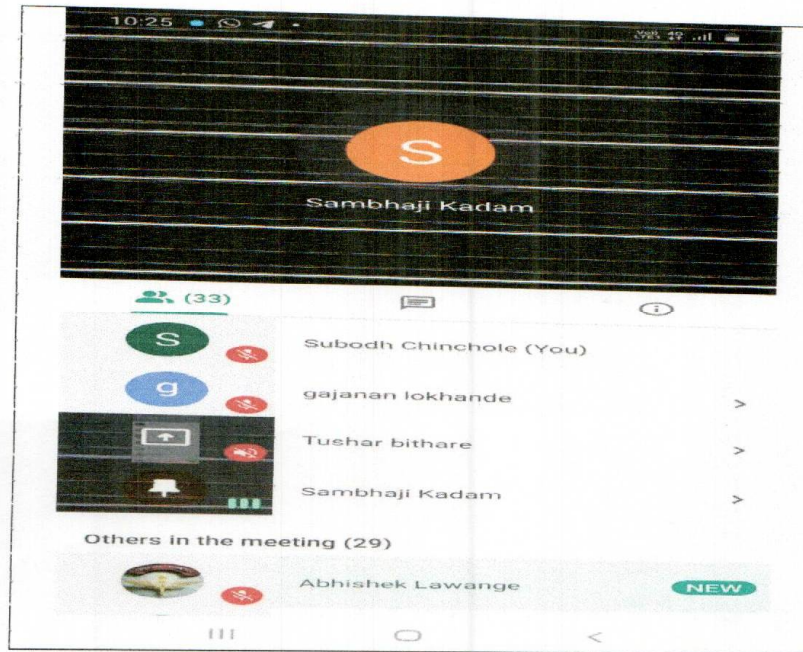 10:25
S
Sambhaji Kadam
(33)
S Subodh Chinchole (You)
g gajanan lokhande >
Tushar bithare >
Sambhaji Kadam >
Others in the meeting (29)
Abhishek Lawange NEW